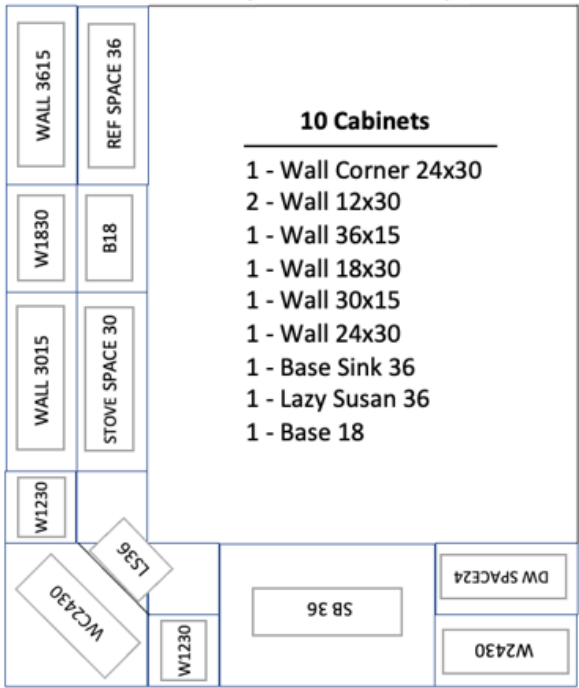 WALL 3615
REF SPACE 36
10 Cabinets
1 - Wall Corner 24x30
2 - Wall 12x30
1 - Wall 36x15
1 - Wall 18x30
1 - Wall 30x15
1 - Wall 24x30
1 - Base Sink 36
1 - Lazy Susan 36
1 - Base 18
W1830
B18
WALL 3015
STOVE SPACE 30
W1230
LS36
WC2430
W1230
SB 36
DW SPACE24
W2430